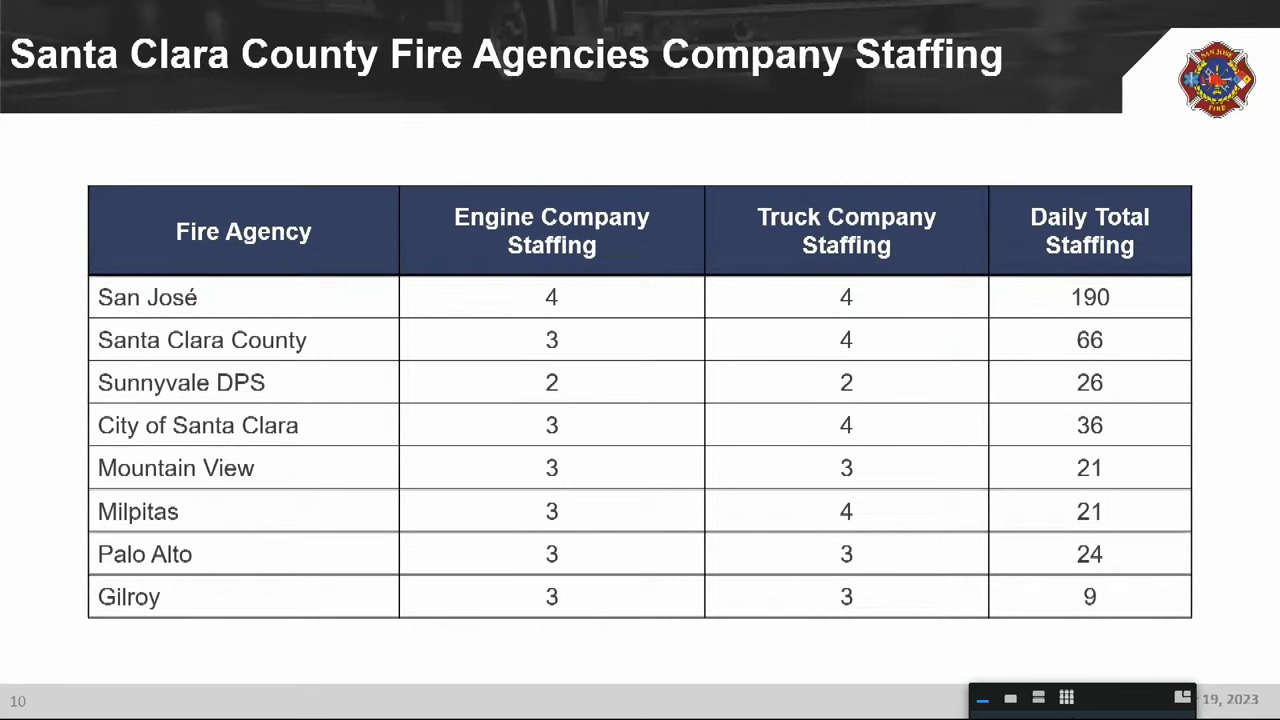 Santa Clara County Fire Agencies Company Staffing
SAN JOSE
FIRE
Fire Agency
Engine Company
Staffing
Truck Company
Staffing
Daily Total
Staffing
San José 4 4 190
Santa Clara County 3 4 66
Sunnyvale DPS 2 2 26
City of Santa Clara 3 4 36
Mountain View 3 3 21
Milpitas 3 4 21
Palo Alto 3 3 24
Gilroy 3 3 9
10
19, 2023